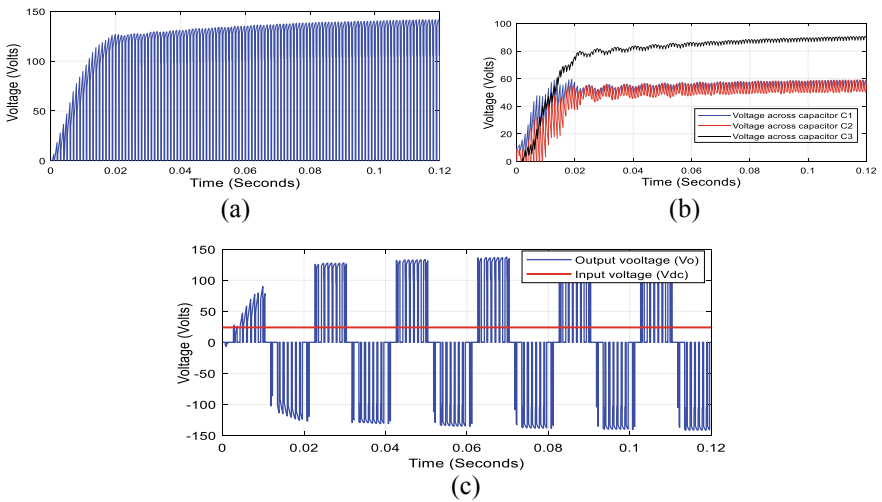 150
100
50
0
Voltage (Volts)
0 0.02 0.04 0.06 0.08 0.1 0.12
Time (Seconds)
(a)
100
80
60
40
20
0
Voltage (Volts)
Voltage across capacitor C1
Voltage across capacitor C2
Voltage across capacitor C3
0 0.02 0.04 0.06 0.08 0.1 0.12
Time (Seconds)
(b)
150
100
50
0
-50
-100
-150
Voltage (Volts)
Output vooltage (Vo)
Input voltage (Vdc)
0 0.02 0.04 0.06 0.08 0.1 0.12
Time (Seconds)
(c)